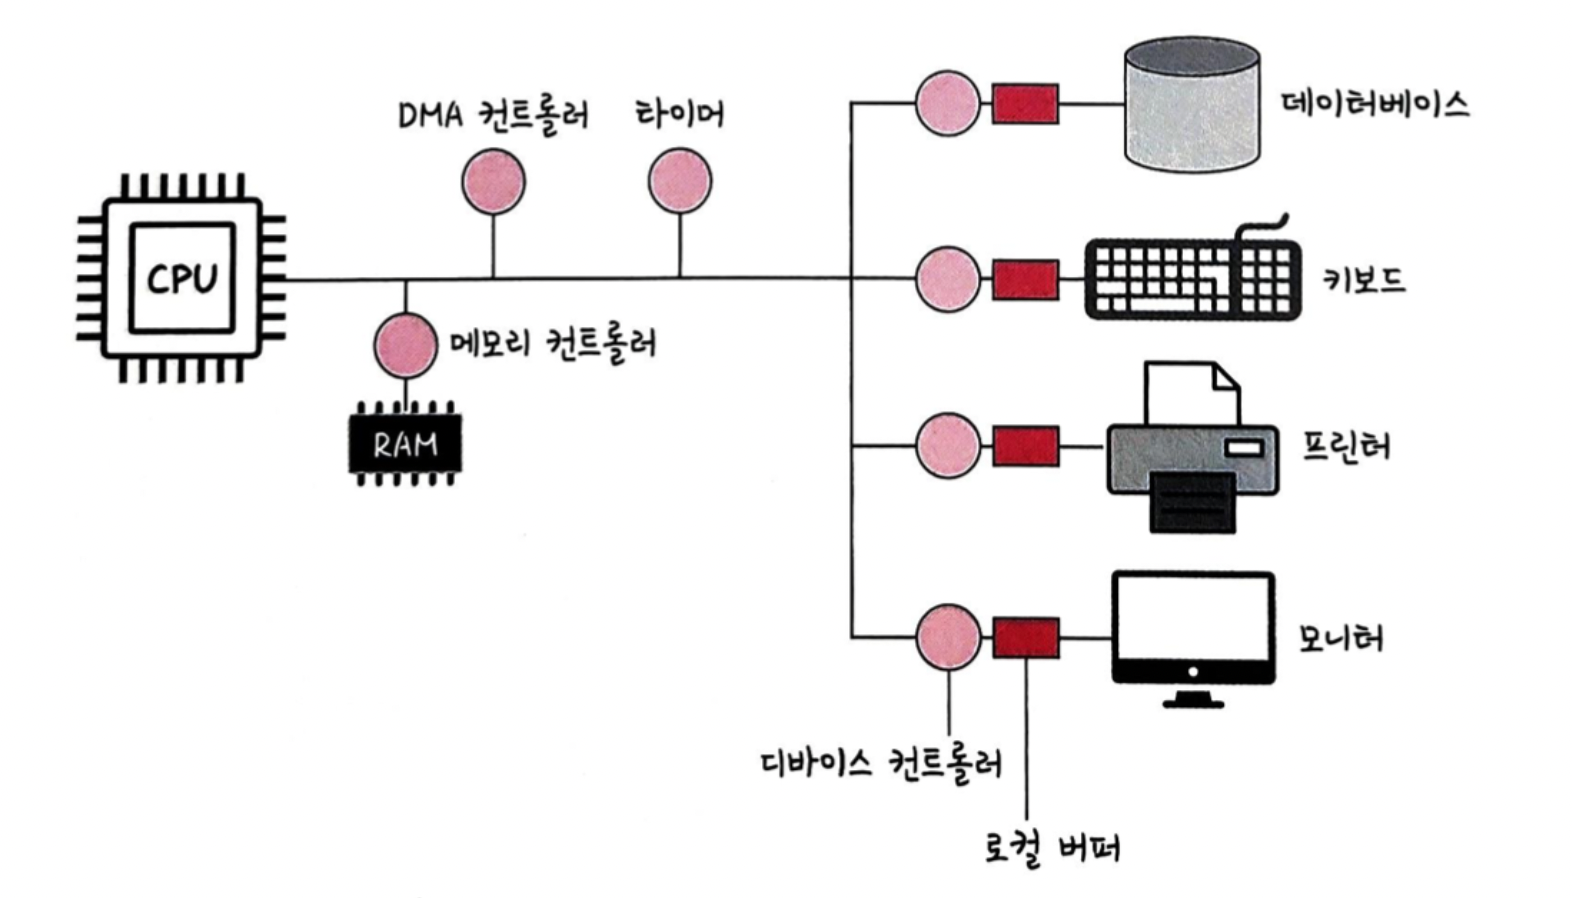 DMA 컨트롤러
타이머
데이터베이스
CPU
키보드
메모리 컨트롤러
RAM
프린터
모니터
디바이스 컨트롤러
로컬 버퍼